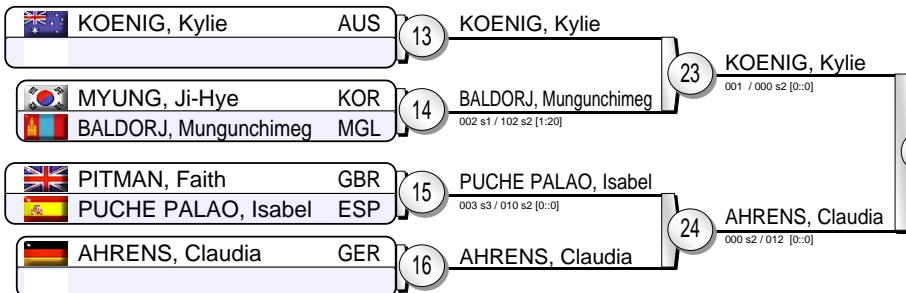 KOENIG, Kylie AUS
MYUNG, Ji-Hye KOR
BALDORJ, Mungunchimeg MGL
PITMAN, Faith GBR
PUCHE PALAO, Isabel ESP
AHRENS, Claudia GER
13
14
15
16
KOENIG, Kylie
BALDORJ, Mungunchimeg
002 s1 / 102 s2 [1:20]
PUCHE PALAO, Isabel
003 s3 / 010 s2 [0::0]
AHRENS, Claudia
23
24
KOENIG, Kylie
001 / 000 s2 [0::0]
AHRENS, Claudia
000 s2 / 012 [0::0]